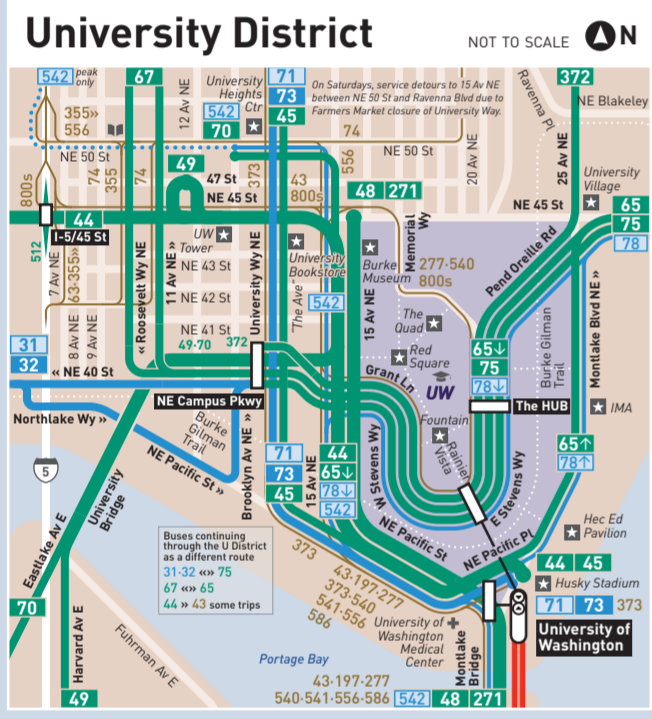 University District
NOT TO SCALE
N
542 peak only
67
12 Av NE
University
Heights
Ctr
542
70
71
73
45
On Saturdays, service detours to 15 Av NE
between NE 50 St and Ravenna Blvd due to
Farmers Market closure of University Way.
Ravenna Pl
372
NE Blakeley
355»
556
NE 50 St
74
355
74
373
74
556
NE 50 St
20 Av NE
25 Av NE
University
Village
49
47 St
NE 45 St
43
800s
48 271
NE 45 St
65
75
78
800s
44
I-5/45 St
512
7 Av NE
63·355»
8 Av NE
9 Av NE
« Roosevelt Way NE
11 Av NE »
UW
Tower
NE 43 St
NE 42 St
NE 41 St
49·70
372
University Wy NE
"The Ave"
University
Bookstore
542
15 Av NE
Burke
Museum
Memorial
Wy
277·540
800s
The
Quad
Red
Square
Grant Ln
UW
Fountain
Rainier
Vista
Pend Oreille Rd
65↓
75
78↓
The HUB
Burke Gilman
Trail
Montlake Blvd NE »
IMA
65↑
78↑
31
32
« NE 40 St
NE Campus Pkwy
Northlake Wy »
Burke
Gilman
Trail
NE Pacific St »
Brooklyn Av NE »
71
73
45
15 Av NE
44
65↓
78↓
542
W Stevens Wy
E Stevens Wy
NE Pacific St
NE Pacific Pl
Hec Ed
Pavilion
44 45
Husky Stadium
71 73 373
University of
Washington
5
University
Bridge
Eastlake Av E
70
Harvard Av E
49
Fuhrman Av E
Buses continuing
through the U District
as a different route
31·32 «» 75
67 «» 65
44 » 43 some trips
373
43·197·277
373·540
541·556
586
University of
Washington
Medical
Center
Montlake
Bridge
Portage Bay
43·197·277
540·541·556·586 542 48 271